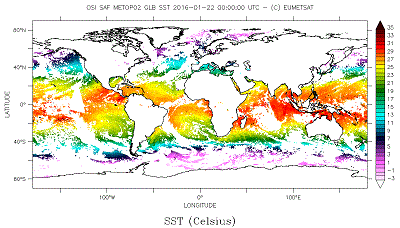 OSI SAF METOP02 GLB SST 2016-01-22 00:00:00 UTC - (C) EUMETSAT
80°N
40°N
0°
40°S
80°S
LATITUDE
100°W
0°
100°E
LONGITUDE
SST (Celsius)
35
33
31
29
27
25
23
21
19
17
15
13
11
9
7
5
3
-1
-3